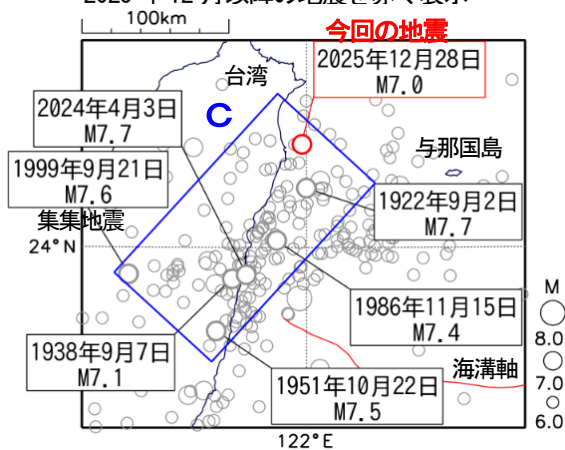 100km
今回の地震
2025年12月28日
M7.0
台湾
C
2024年4月3日
M7.7
与那国島
1999年9月21日
M7.6
1922年9月2日
M7.7
集集地震
24°N
1986年11月15日
M7.4
M
8.0
7.0
6.0
1938年9月7日
M7.1
海溝軸
1951年10月22日
M7.5
122°E